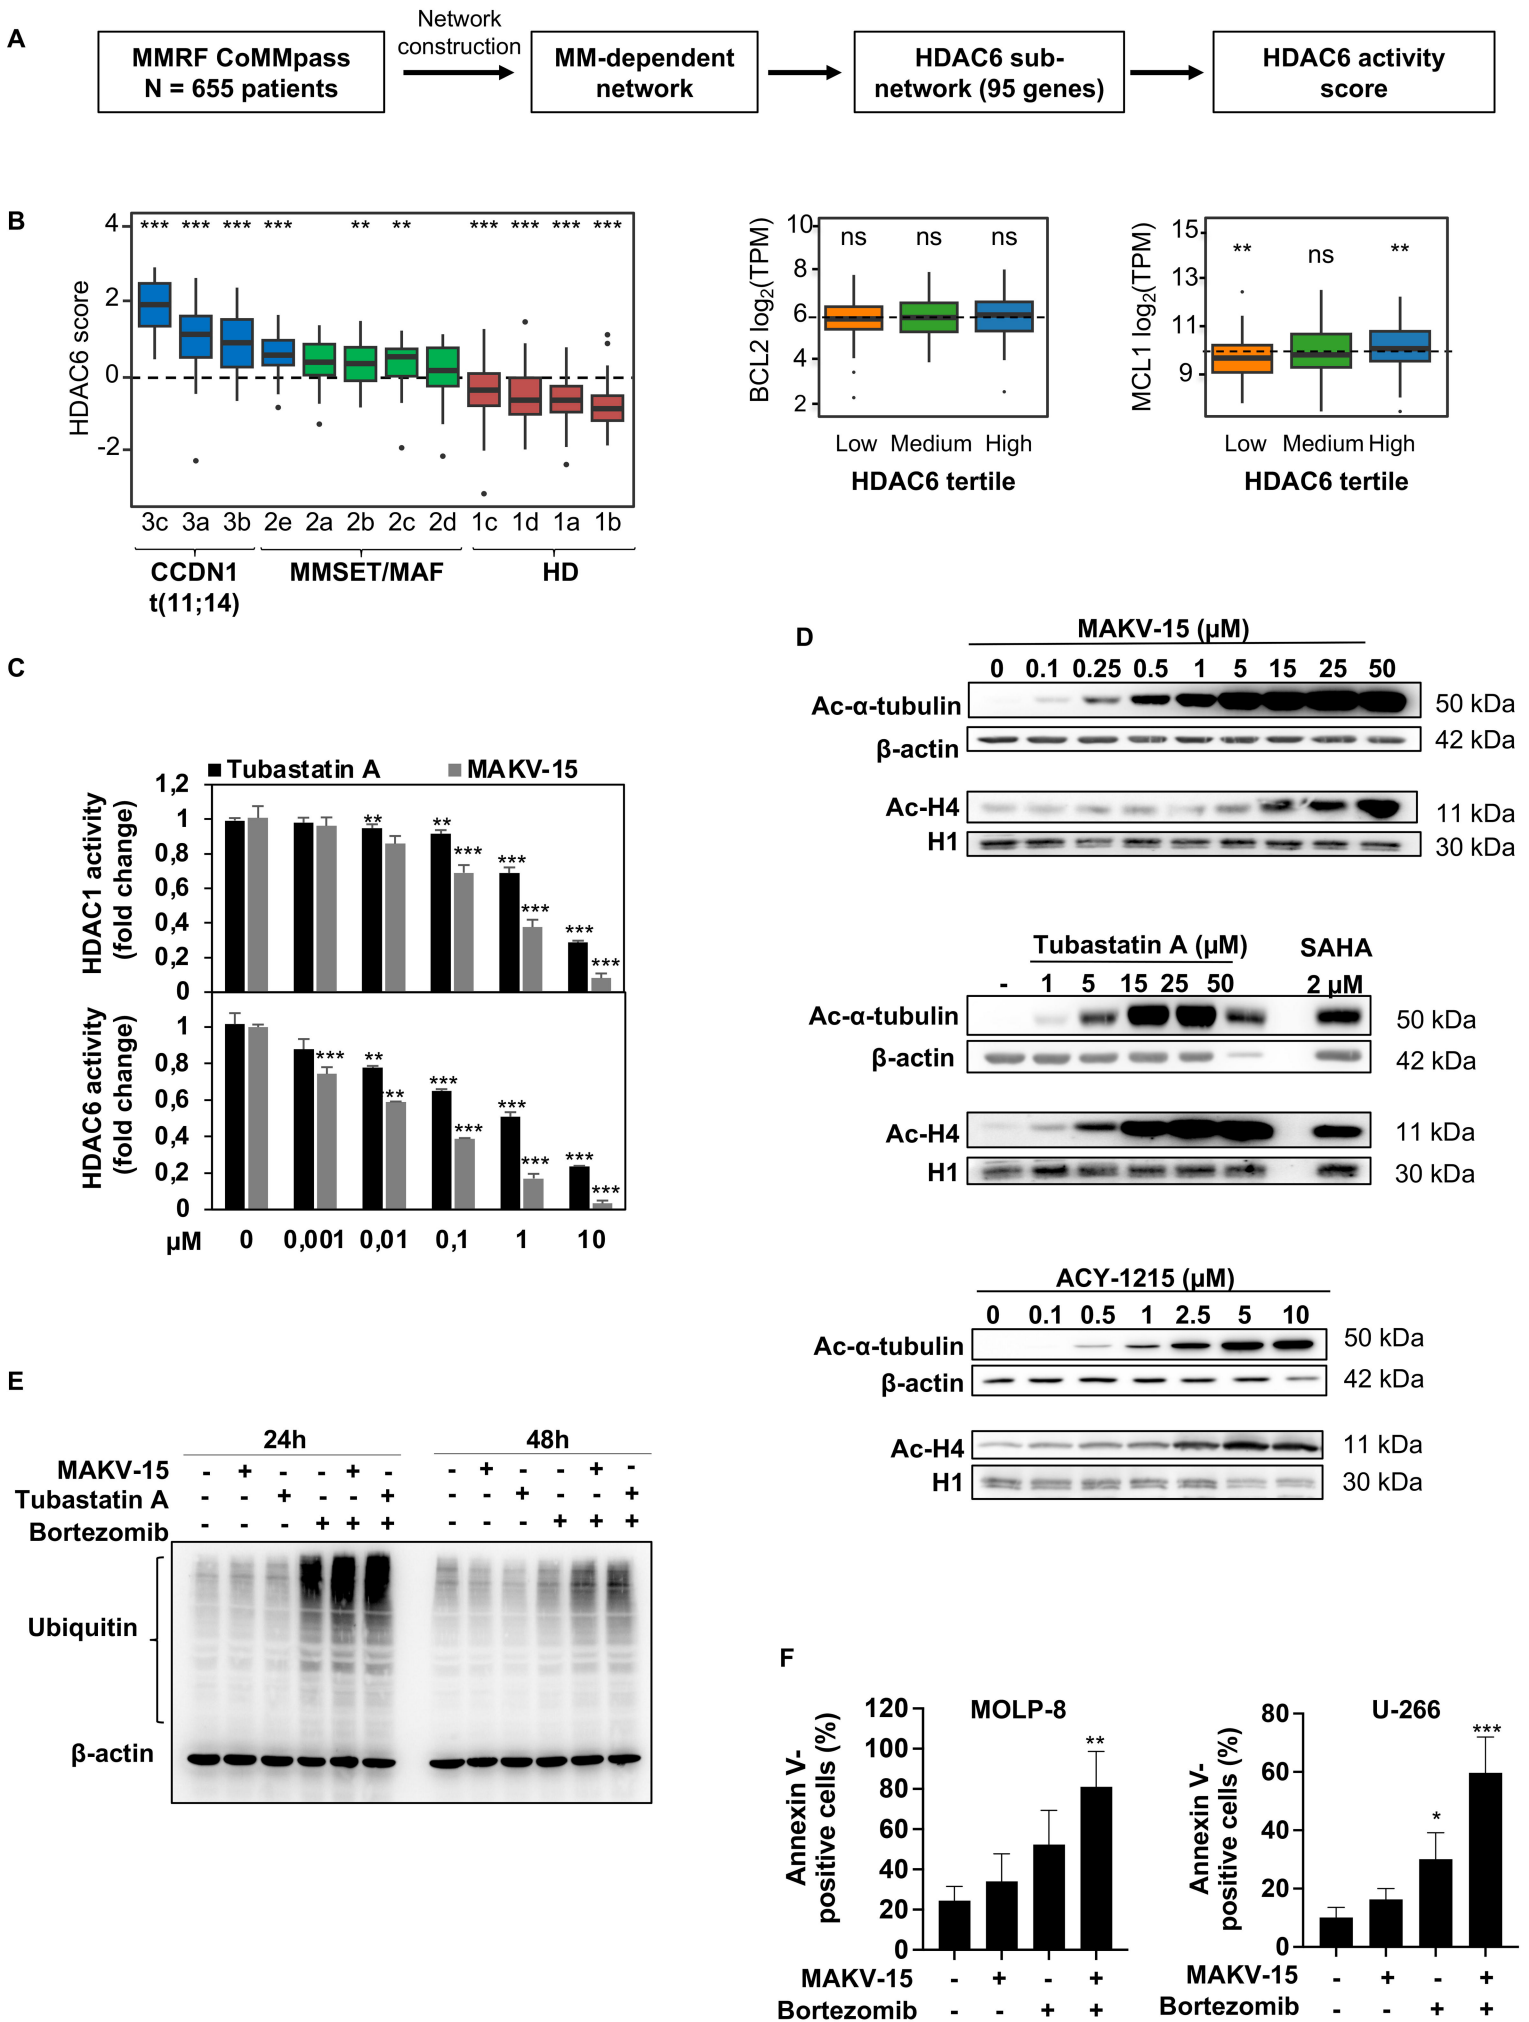 A
MMRF CoMMpass
N = 655 patients
Network
construction
MM-dependent
network
HDAC6 sub-
network (95 genes)
HDAC6 activity
score
B
HDAC6 score
4
2
0
-2
*** *** *** *** ** ** *** *** *** ***
3c 3a 3b 2e 2a 2b 2c 2d 1c 1d 1a 1b
CCDN1
t(11;14)
MMSET/MAF
HD
BCL2 log2(TPM)
10
8
6
4
2
ns ns ns
Low Medium High
HDAC6 tertile
MCL1 log2(TPM)
15
13
11
9
** ns **
Low Medium High
HDAC6 tertile
C
Tubastatin A MAKV-15
HDAC1 activity
(fold change)
1,2
1
0,8
0,6
0,4
0,2
0
** ** *** *** *** *** ***
HDAC6 activity
(fold change)
1
0,8
0,6
0,4
0,2
0
*** ** ** *** *** *** *** *** ***
µM 0 0,001 0,01 0,1 1 10
D
MAKV-15 (µM)
0 0.1 0.25 0.5 1 5 15 25 50
Ac-α-tubulin 50 kDa
β-actin 42 kDa
Ac-H4 11 kDa
H1 30 kDa
Tubastatin A (µM) SAHA
- 1 5 15 25 50 2 µM
Ac-α-tubulin 50 kDa
β-actin 42 kDa
Ac-H4 11 kDa
H1 30 kDa
ACY-1215 (µM)
0 0.1 0.5 1 2.5 5 10
Ac-α-tubulin 50 kDa
β-actin 42 kDa
Ac-H4 11 kDa
H1 30 kDa
E
24h 48h
MAKV-15 - + - - + - - + - - + -
Tubastatin A - - + - - + - - + - - +
Bortezomib - - - + + + - - - + + +
Ubiquitin
β-actin
F
MOLP-8
Annexin V-
positive cells (%)
120
100
80
60
40
20
0
**
MAKV-15 - + - +
Bortezomib - - + +
U-266
Annexin V-
positive cells (%)
80
60
40
20
0
* ***
MAKV-15 - + - +
Bortezomib - - + +